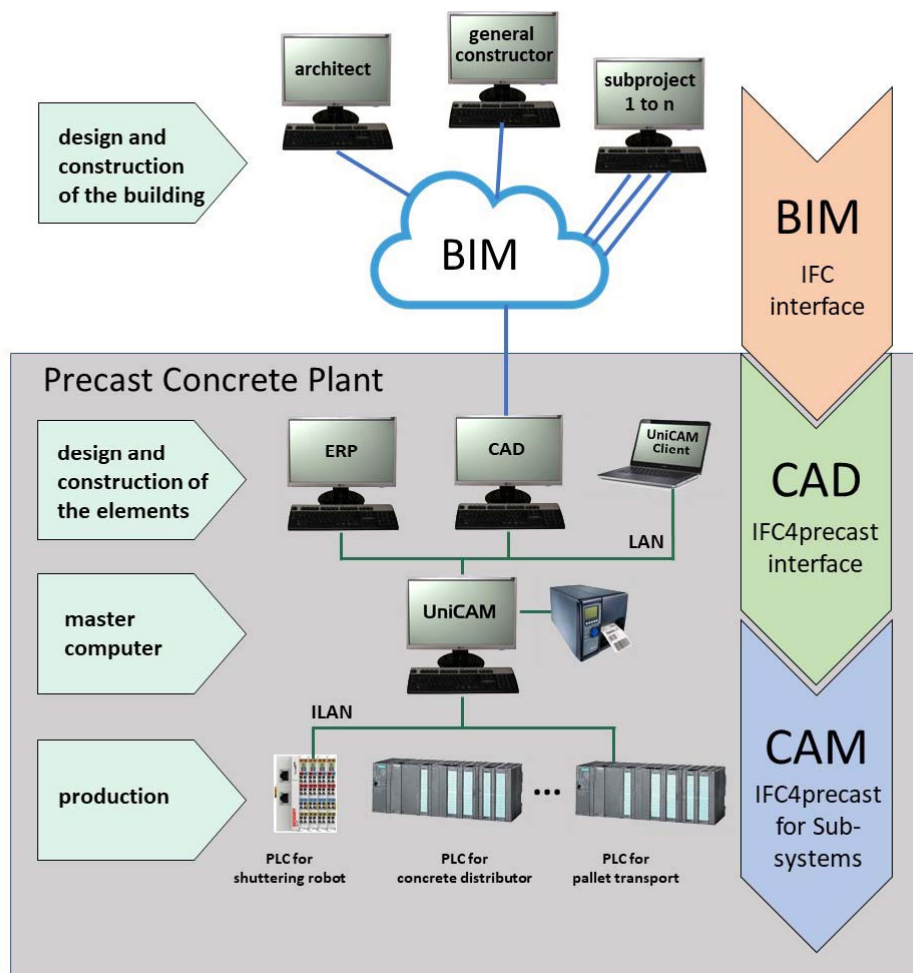 architect
general
constructor
subproject
1 to n
design and
construction
of the building
BIM
BIM
IFC
interface
Precast Concrete Plant
design and
construction of
the elements
ERP
CAD
UniCAM
Client
LAN
CAD
IFC4precast
interface
master
computer
UniCAM
ILAN
production
PLC for
shuttering robot
PLC for
concrete distributor
...
PLC for
pallet transport
CAM
IFC4precast
for Sub-
systems